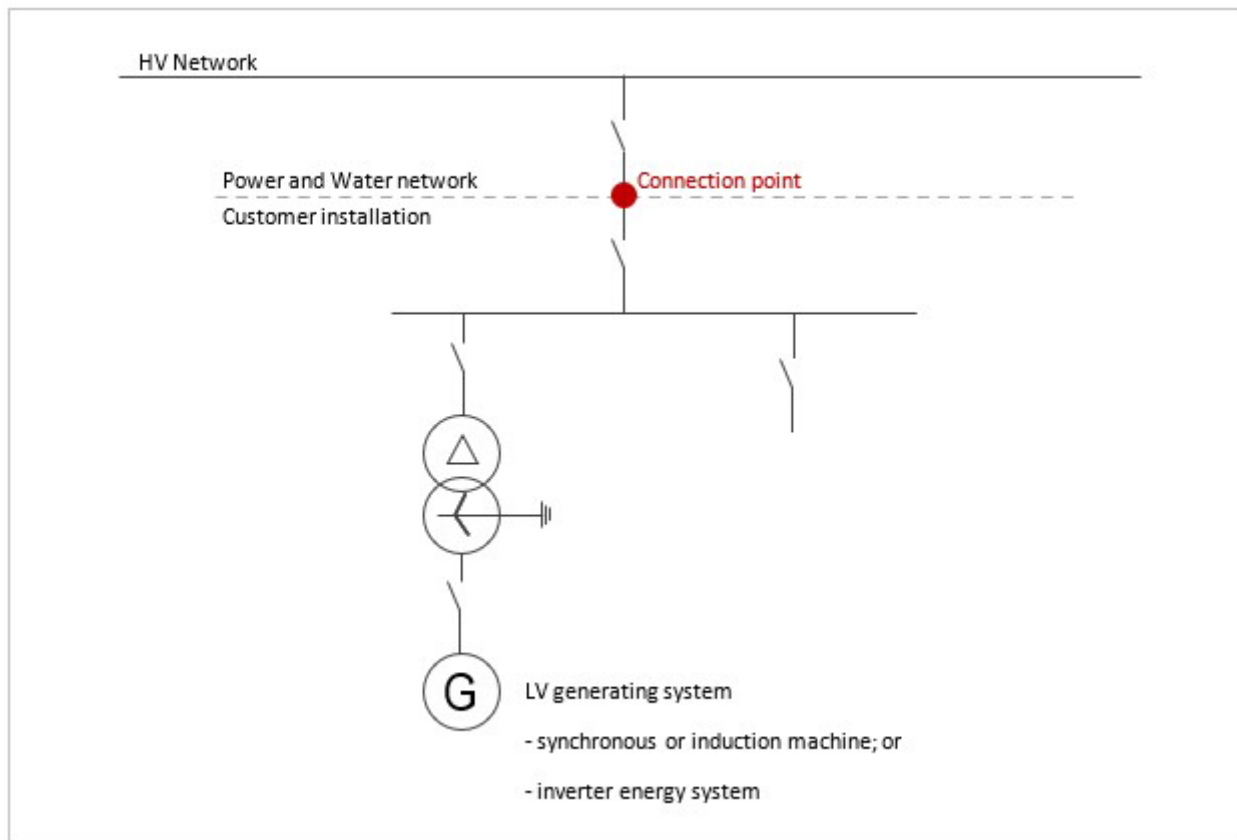 HV Network
Power and Water network
Connection point
Customer installation
G
LV generating system
- synchronous or induction machine; or
- inverter energy system